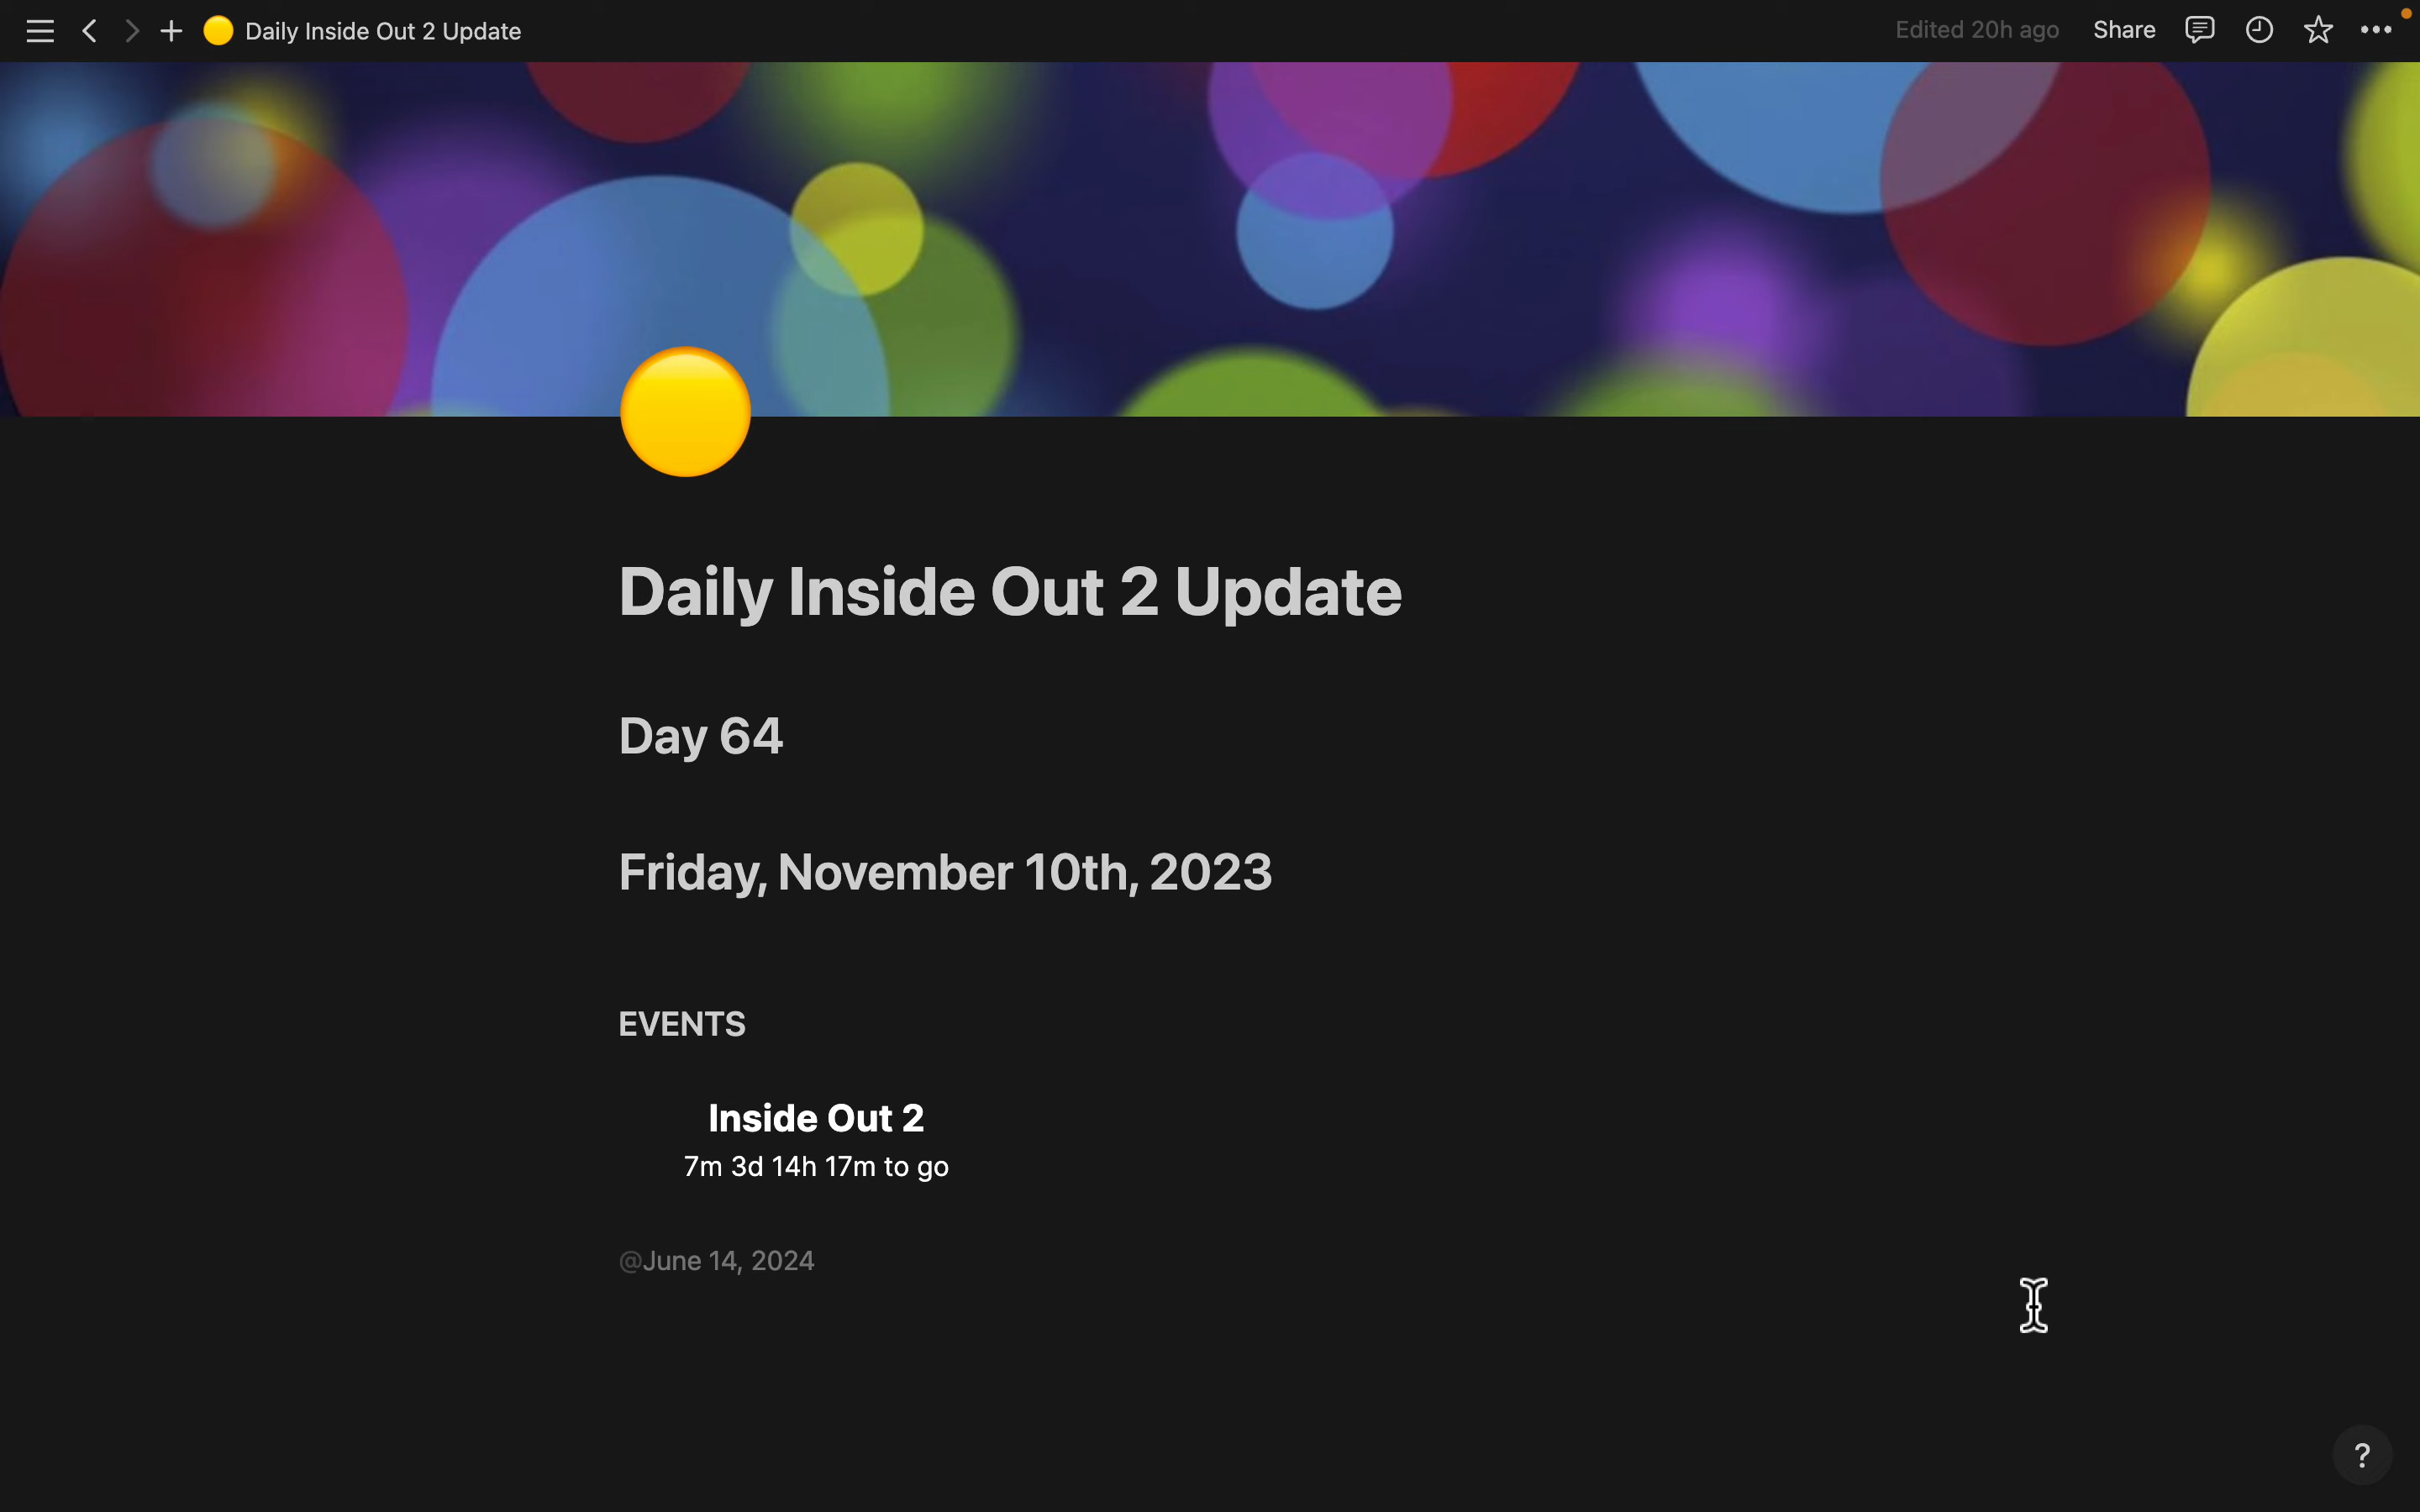 Daily Inside Out 2 Update
Edited 20h ago
Share
Daily Inside Out 2 Update
Day 64
Friday, November 10th, 2023
EVENTS
Inside Out 2
7m 3d 14h 17m to go
@June 14, 2024
?